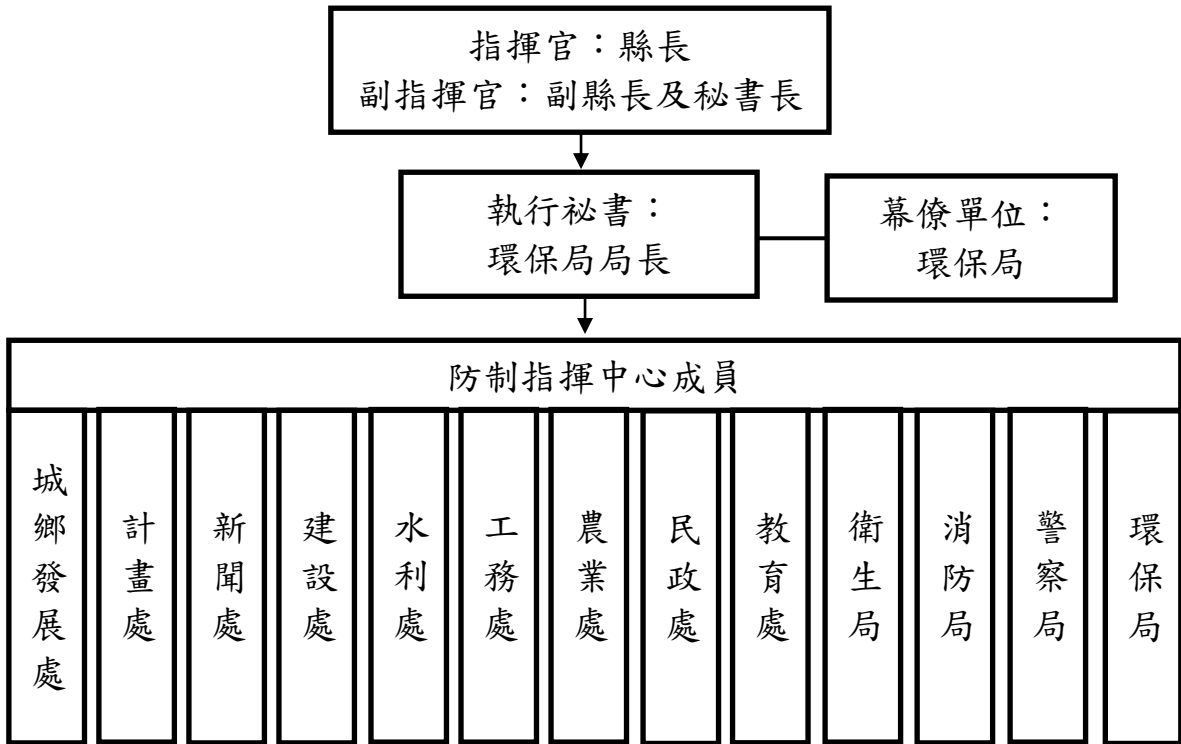 指揮官：縣長
副指揮官：副縣長及秘書長
執行祕書：
環保局局長
幕僚單位：
環保局
防制指揮中心成員
城鄉發展處
計畫處
新聞處
建設處
水利處
工務處
農業處
民政處
教育處
衛生局
消防局
警察局
環保局